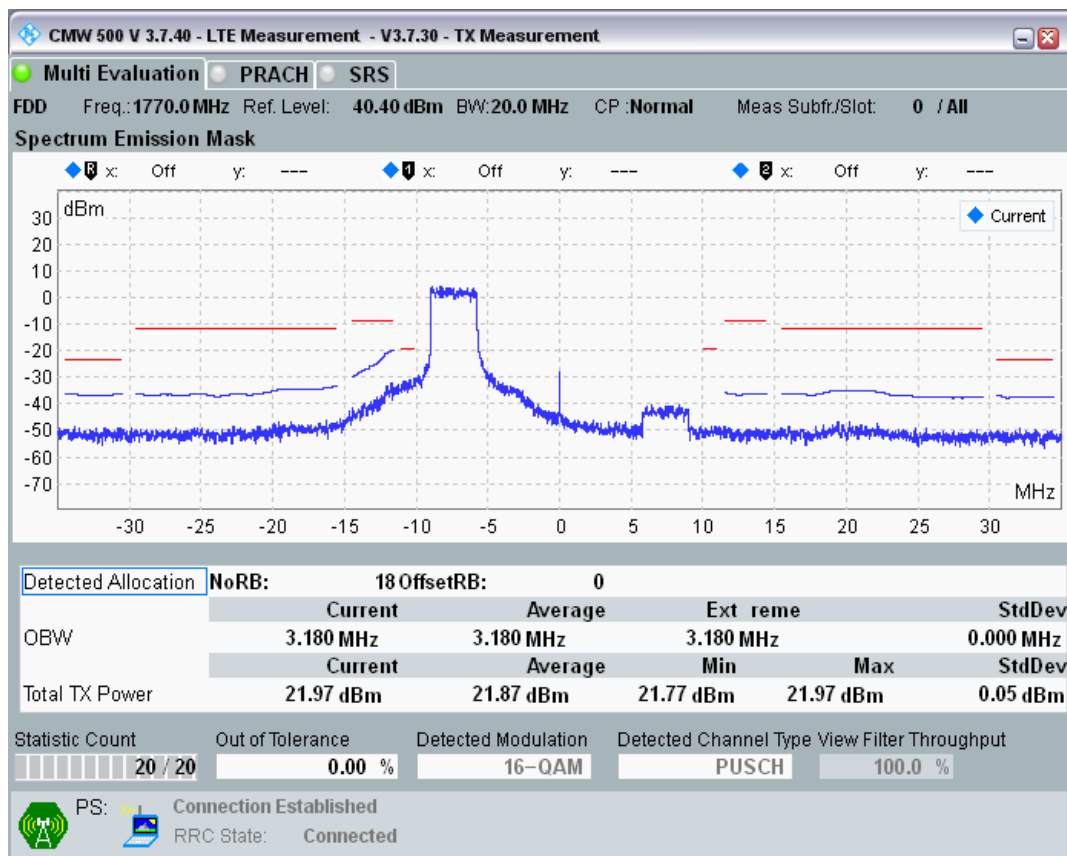 CMW 500 V 3.7.40 - LTE Measurement - V3.7.30 - TX Measurement
Multi Evaluation PRACH SRS
FDD Freq.:1770.0 MHz Ref. Level: 40.40 dBm BW:20.0 MHz CP :Normal Meas Subfr./Slot: 0 / All
Spectrum Emission Mask
R x: Off y: --- 1 x: Off y: --- 2 x: Off y: ---
dBm
Current
30
20
10
0
-10
-20
-30
-40
-50
-60
-70
MHz
-30 -25 -20 -15 -10 -5 0 5 10 15 20 25 30
Detected Allocation NoRB: 18 OffsetRB: 0
Current Average Ext reme StdDev
OBW 3.180 MHz 3.180 MHz 3.180 MHz 0.000 MHz
Current Average Min Max StdDev
Total TX Power 21.97 dBm 21.87 dBm 21.77 dBm 21.97 dBm 0.05 dBm
Statistic Count Out of Tolerance Detected Modulation Detected Channel Type View Filter Throughput
20 / 20 0.00 % 16-QAM PUSCH 100.0 %
PS: Connection Established
RRC State: Connected